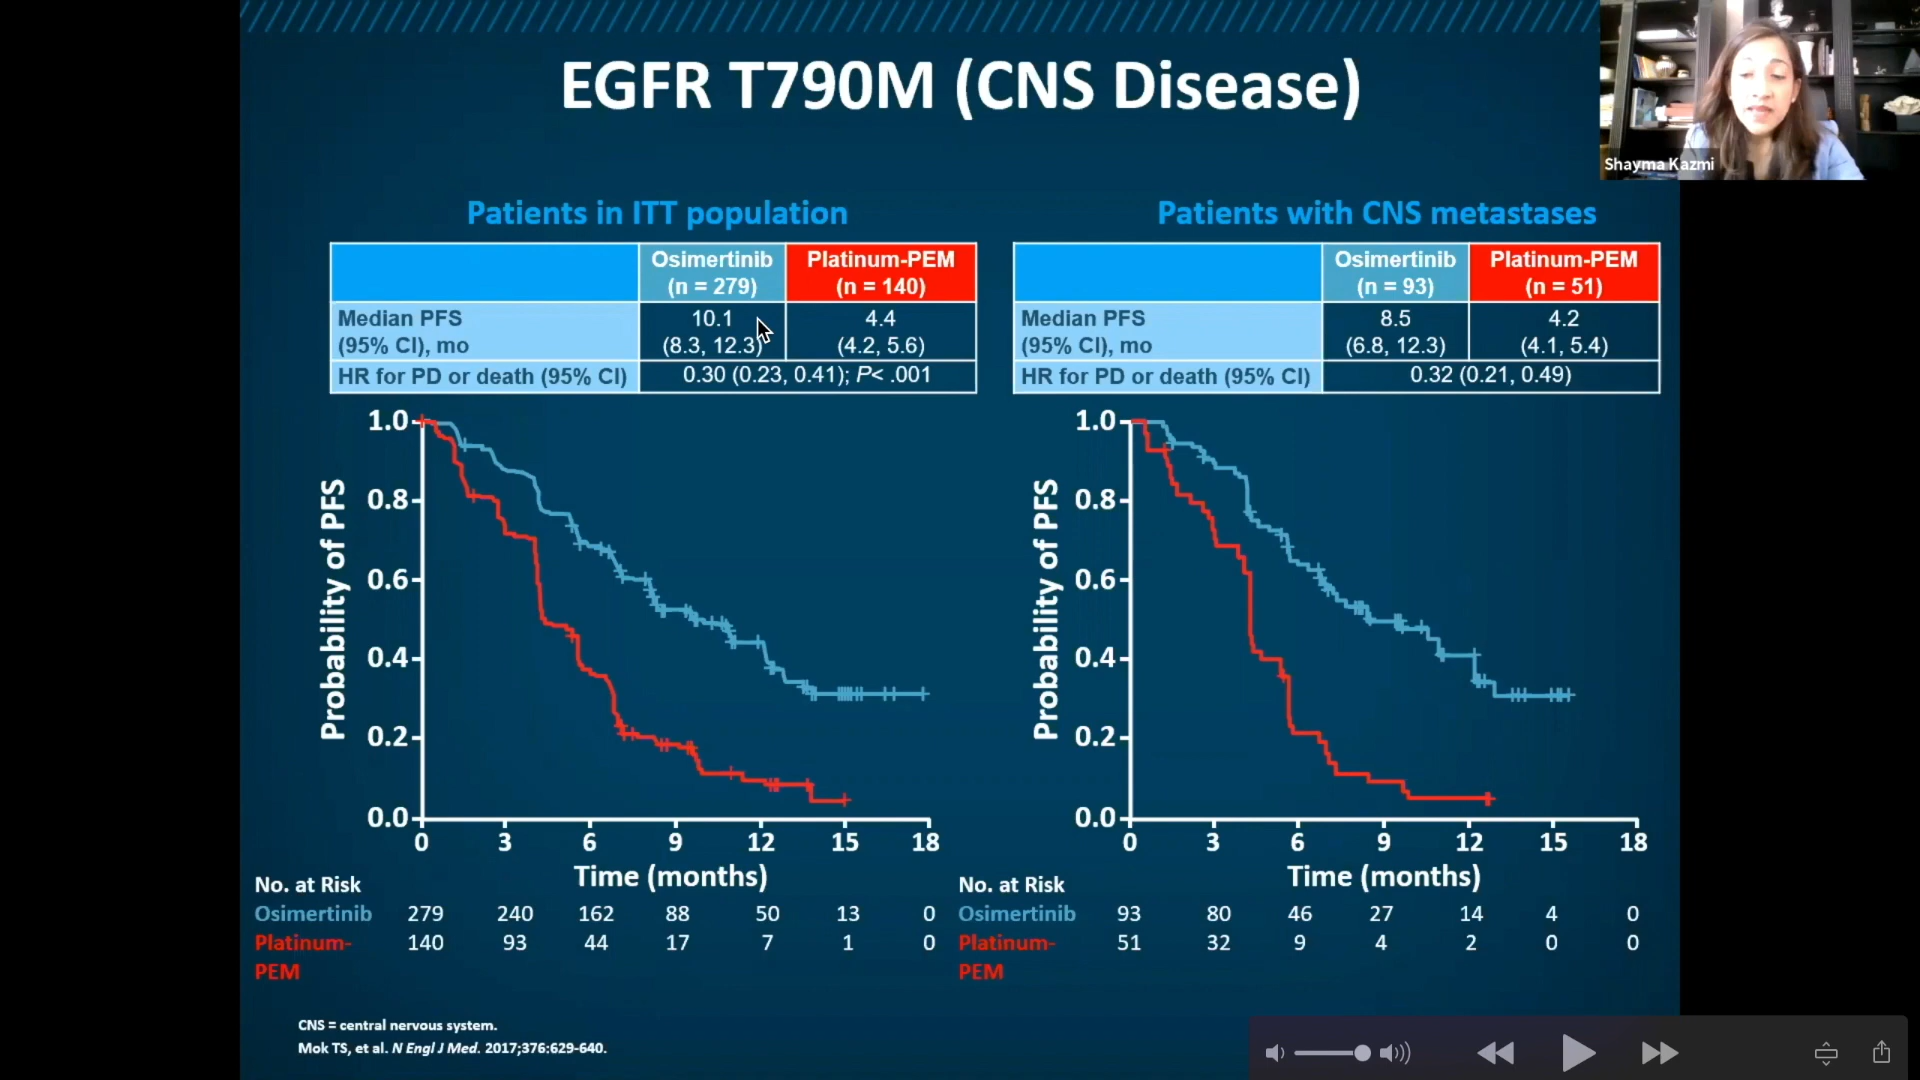 EGFR T790M (CNS Disease)
Shayma Kazmi
Patients in ITT population
Osimertinib Platinum-PEM
(n = 279) (n = 140)
Median PFS 10.1 4.4
(95% CI), mo (8.3, 12.3) (4.2, 5.6)
HR for PD or death (95% CI) 0.30 (0.23, 0.41); P< .001
Patients with CNS metastases
Osimertinib Platinum-PEM
(n = 93) (n = 51)
Median PFS 8.5 4.2
(95% CI), mo (6.8, 12.3) (4.1, 5.4)
HR for PD or death (95% CI) 0.32 (0.21, 0.49)
Probability of PFS
1.0
0.8
0.6
0.4
0.2
0.0
0 3 6 9 12 15 18
Time (months)
No. at Risk
Osimertinib 279 240 162 88 50 13 0
Platinum- 140 93 44 17 7 1 0
PEM
Probability of PFS
1.0
0.8
0.6
0.4
0.2
0.0
0 3 6 9 12 15 18
Time (months)
No. at Risk
Osimertinib 93 80 46 27 14 4 0
Platinum- 51 32 9 4 2 0 0
PEM
CNS = central nervous system.
Mok TS, et al. N Engl J Med. 2017;376:629-640.